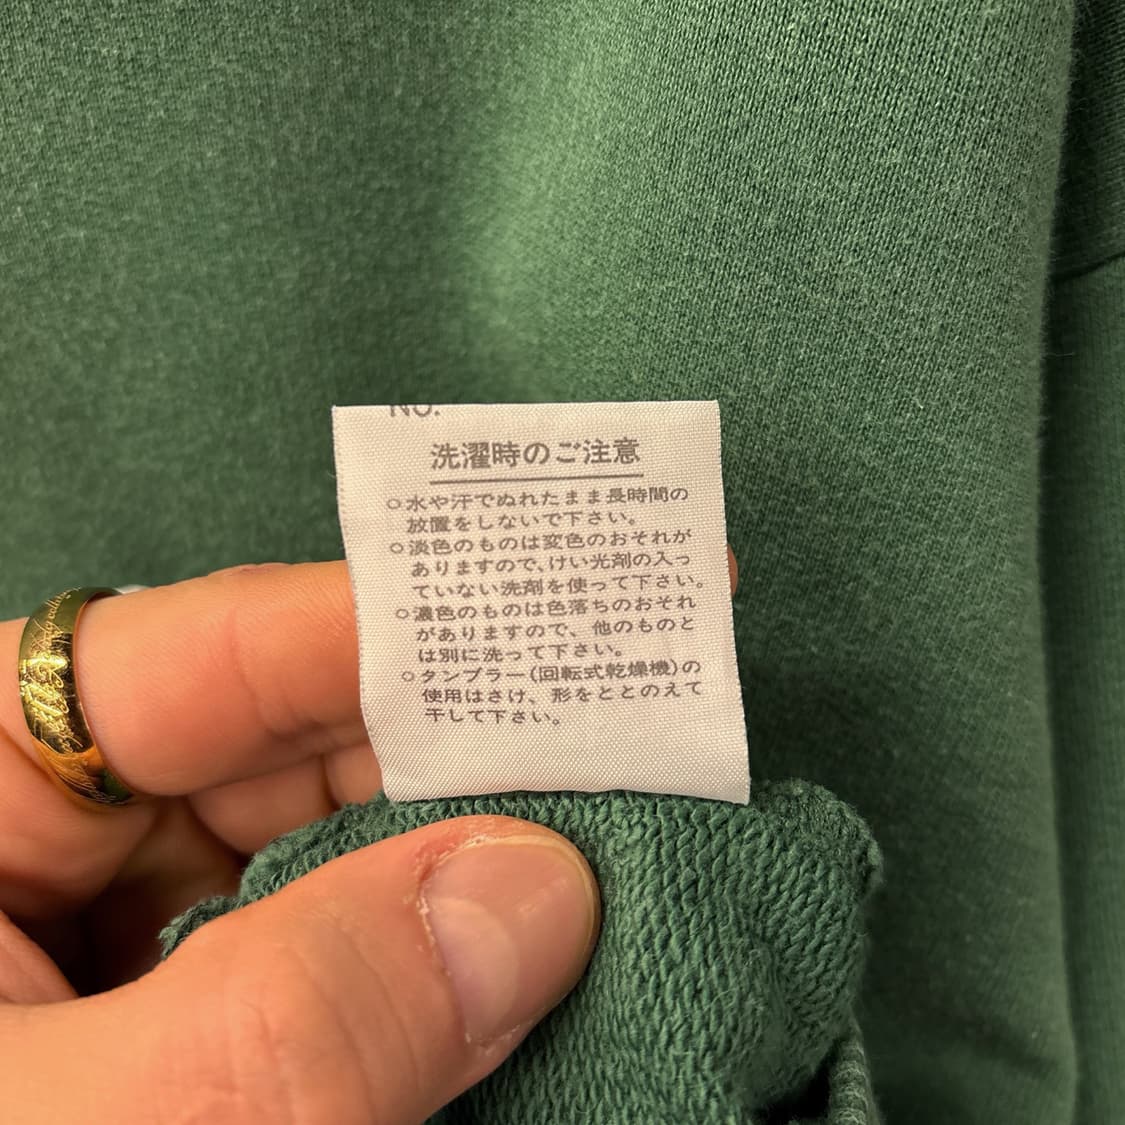 NO.
洗濯時のご注意
○水や汗でぬれたまま長時間の
放置をしないで下さい。
○淡色のものは変色のおそれが
ありますので、けい光剤の入っ
ていない洗剤を使って下さい。
○濃色のものは色落ちのおそれ
がありますので、他のものと
は別に洗って下さい。
○タンブラー(回転式乾燥機)の
使用はさけ、形をととのえて
干して下さい。